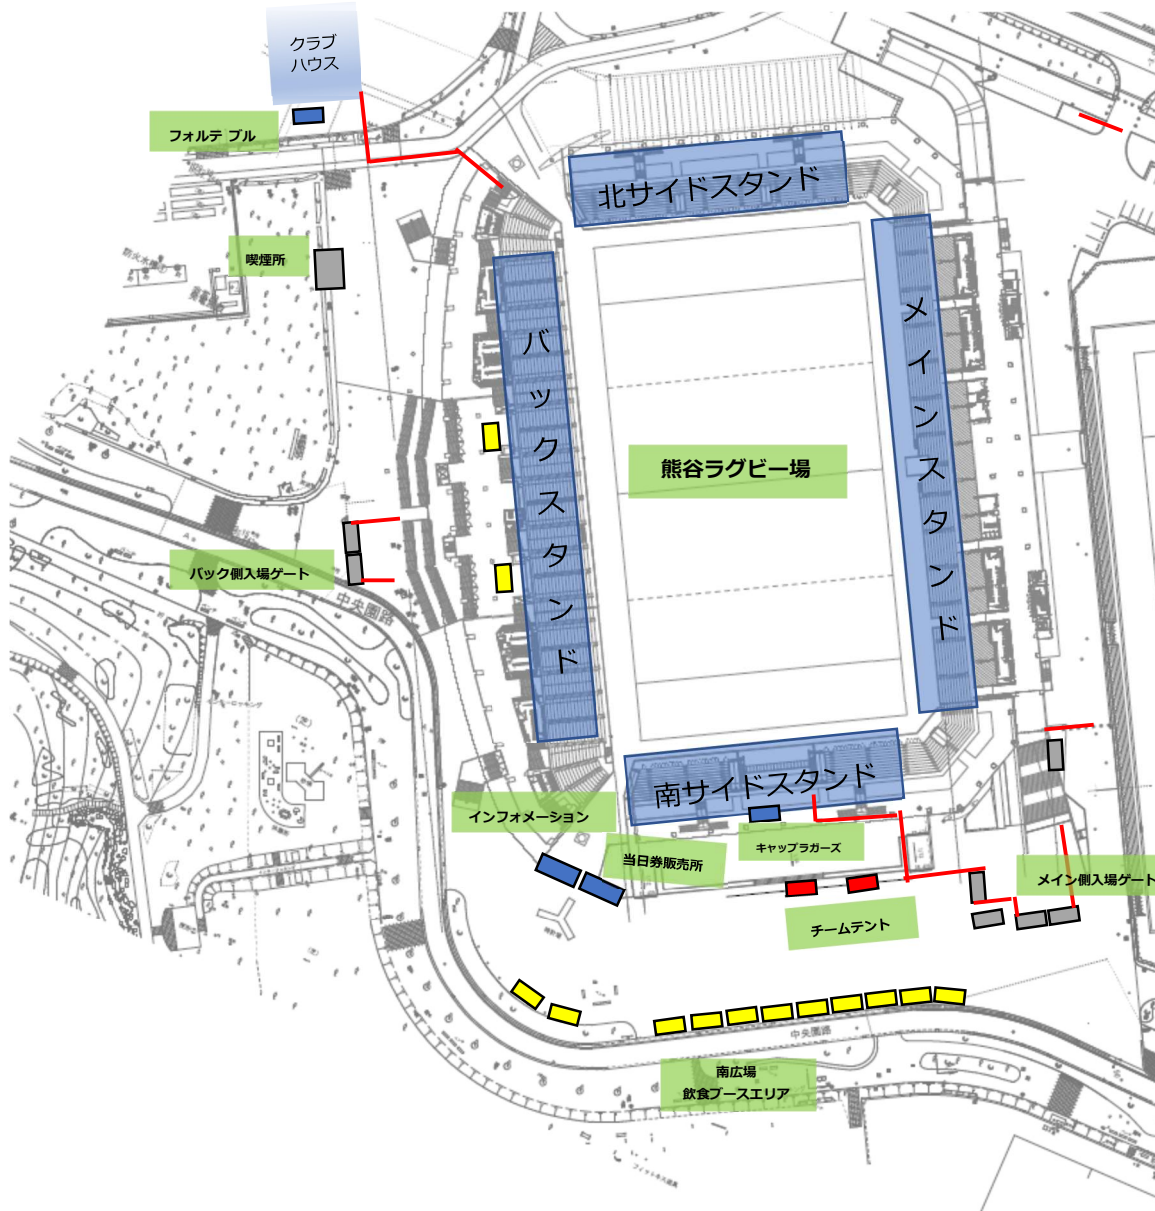 クラブ
ハウス
フォルテ ブル
喫煙所
北サイドスタンド
メインスタンド
バックスタンド
熊谷ラグビー場
バック側入場ゲート
中央園路
南サイドスタンド
インフォメーション
当日券販売所
キャップラガーズ
メイン側入場ゲート
チームテント
中央園路
南広場
飲食ブースエリア